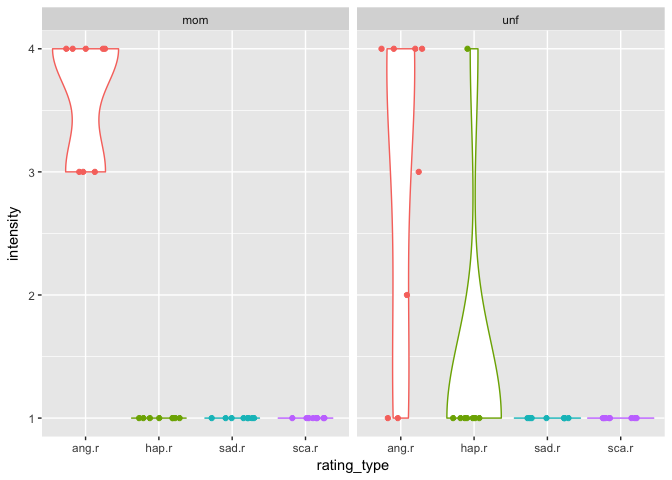 mom unf
4
3
2
1
intensity
ang.r hap.r sad.r sca.r ang.r hap.r sad.r sca.r
rating_type